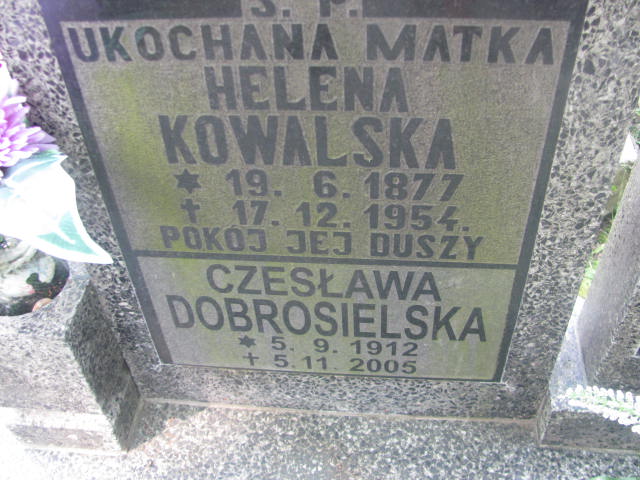 Ś. P.
UKOCHANA MATKA
HELENA
KOWALSKA
✶ 19. 6. 1877
✝ 17. 12. 1954.
POKÓJ JEJ DUSZY
CZESŁAWA
DOBROSIELSKA
✶ 5. 9. 1912
✝ 5. 11. 2005